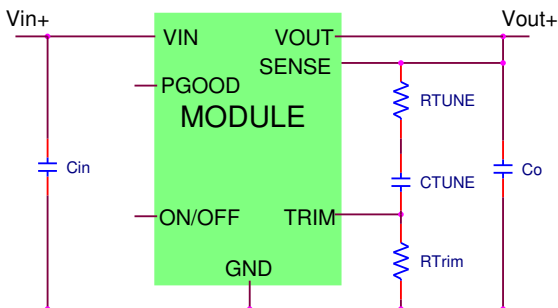 Vin+
Vout+
VIN
VOUT
SENSE
PGOOD
RTUNE
MODULE
Cin
CTUNE
Co
ON/OFF
TRIM
GND
RTrim